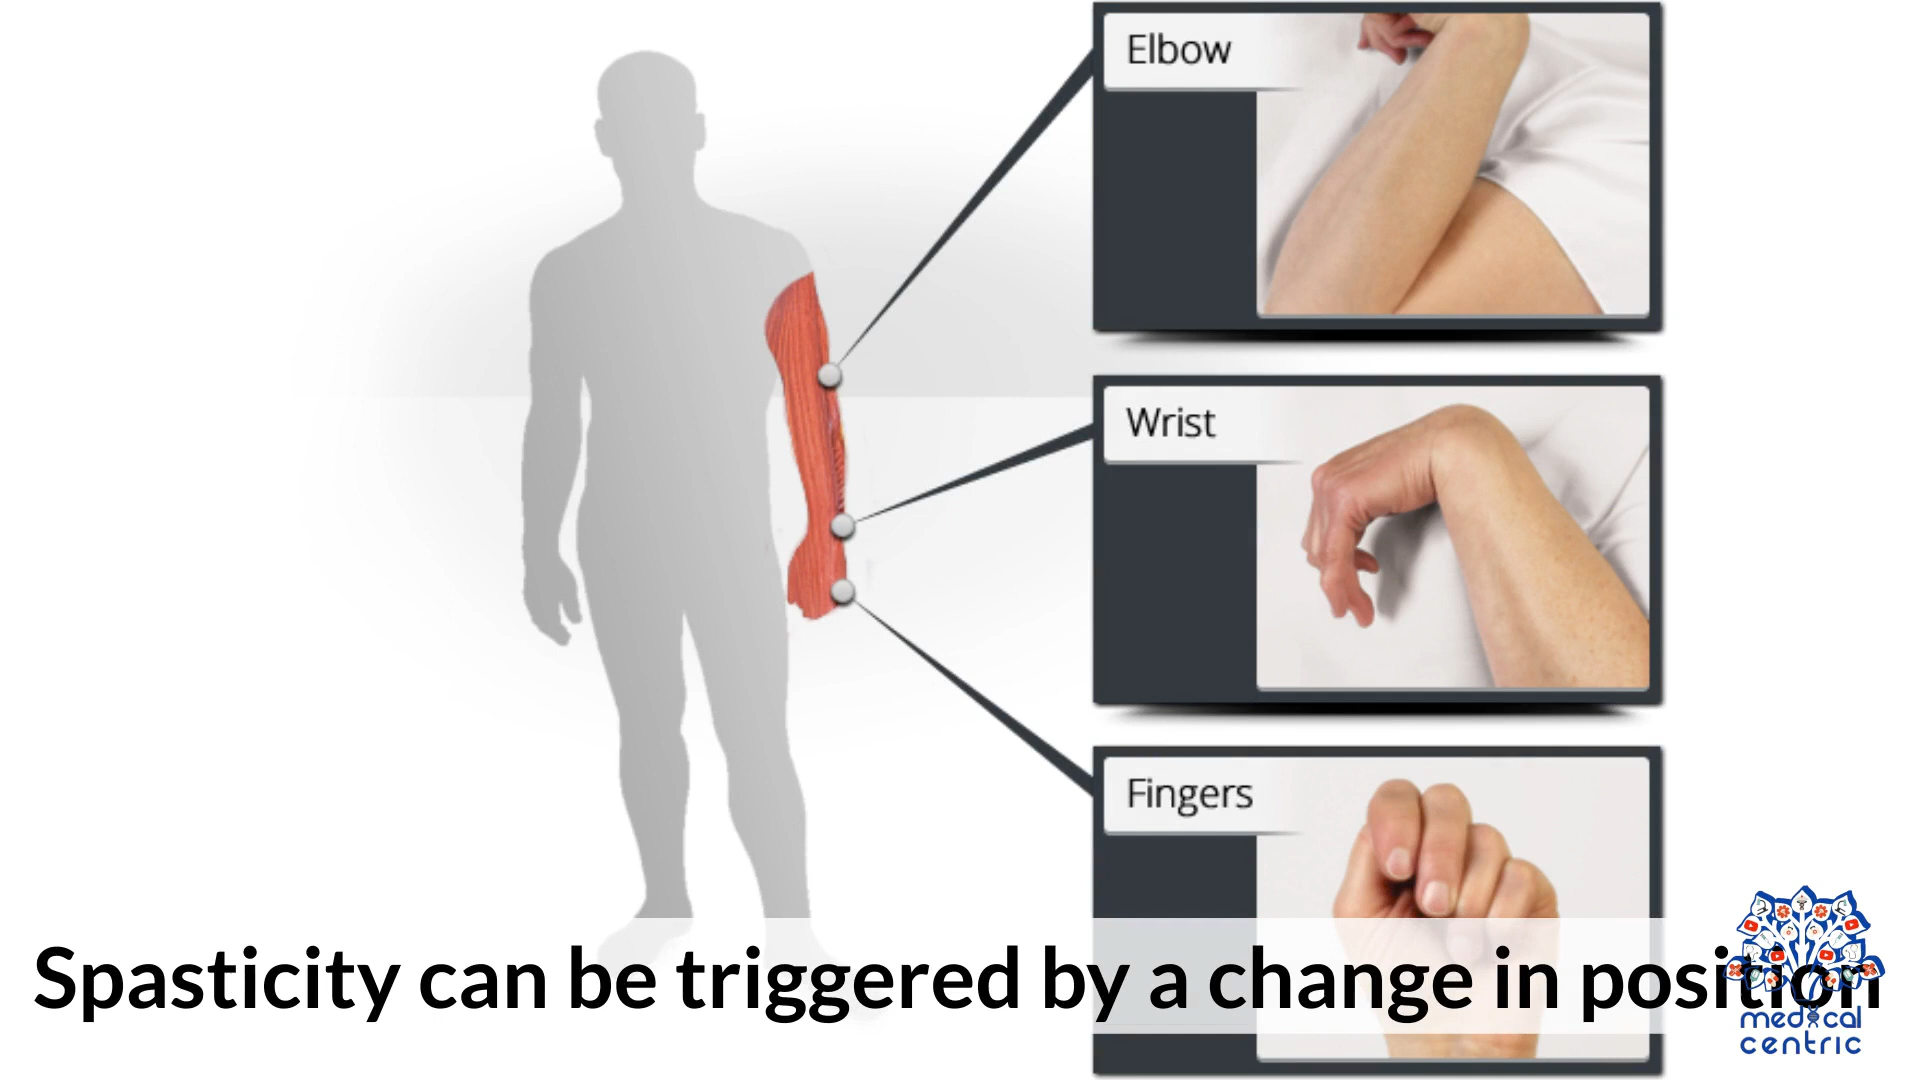 Elbow
Wrist
Fingers
Spasticity can be triggered by a change in position
medical
centric